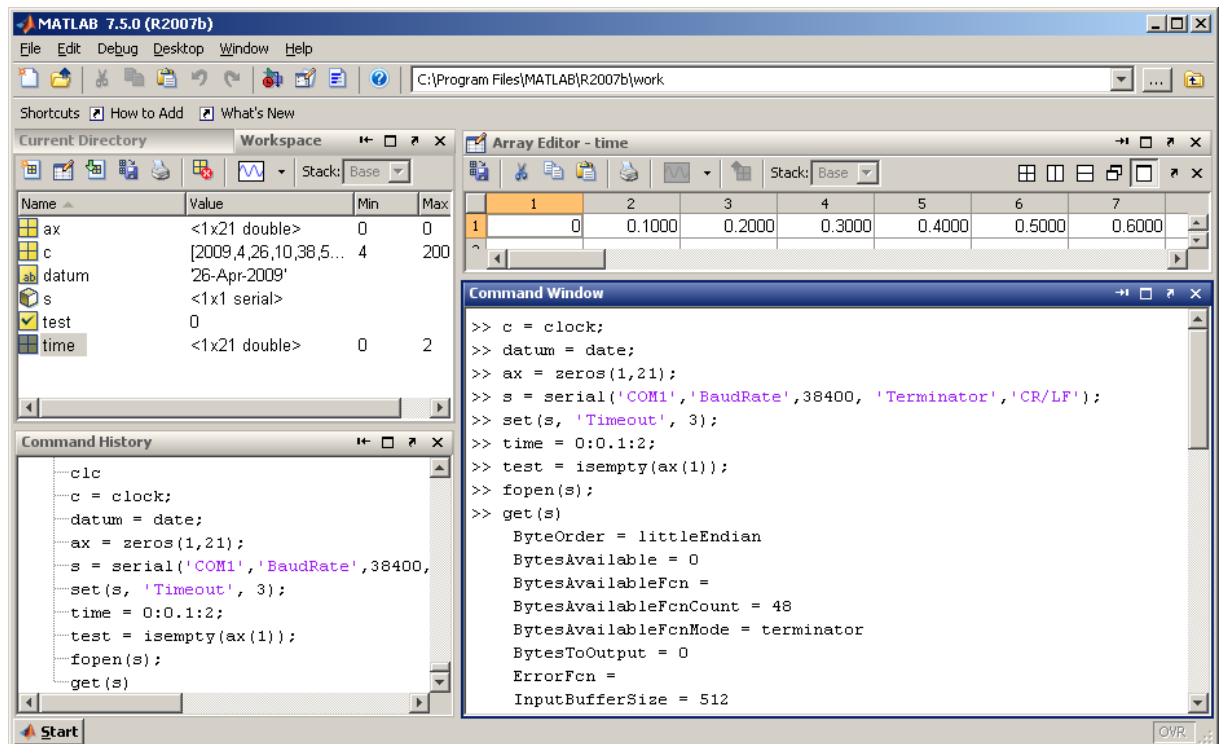 MATLAB 7.5.0 (R2007b)
File Edit Debug Desktop Window Help
C:\Program Files\MATLAB\R2007b\work
Shortcuts How to Add What's New
Current Directory Workspace
Stack: Base
Name Value Min Max
ax <1x21 double> 0 0
c [2009,4,26,10,38,5... 4 200
datum '26-Apr-2009'
s <1x1 serial>
test 0
time <1x21 double> 0 2
Command History
clc
c = clock;
datum = date;
ax = zeros(1,21);
s = serial('COM1','BaudRate',38400,
set(s, 'Timeout', 3);
time = 0:0.1:2;
test = isempty(ax(1));
fopen(s);
get(s)
Array Editor - time
Stack: Base
1 2 3 4 5 6 7
1 0 0.1000 0.2000 0.3000 0.4000 0.5000 0.6000
Command Window
>> c = clock;
>> datum = date;
>> ax = zeros(1,21);
>> s = serial('COM1','BaudRate',38400, 'Terminator','CR/LF');
>> set(s, 'Timeout', 3);
>> time = 0:0.1:2;
>> test = isempty(ax(1));
>> fopen(s);
>> get(s)
ByteOrder = littleEndian
BytesAvailable = 0
BytesAvailableFcn =
BytesAvailableFcnCount = 48
BytesAvailableFcnMode = terminator
BytesToOutput = 0
ErrorFcn =
InputBufferSize = 512
Start
OVR